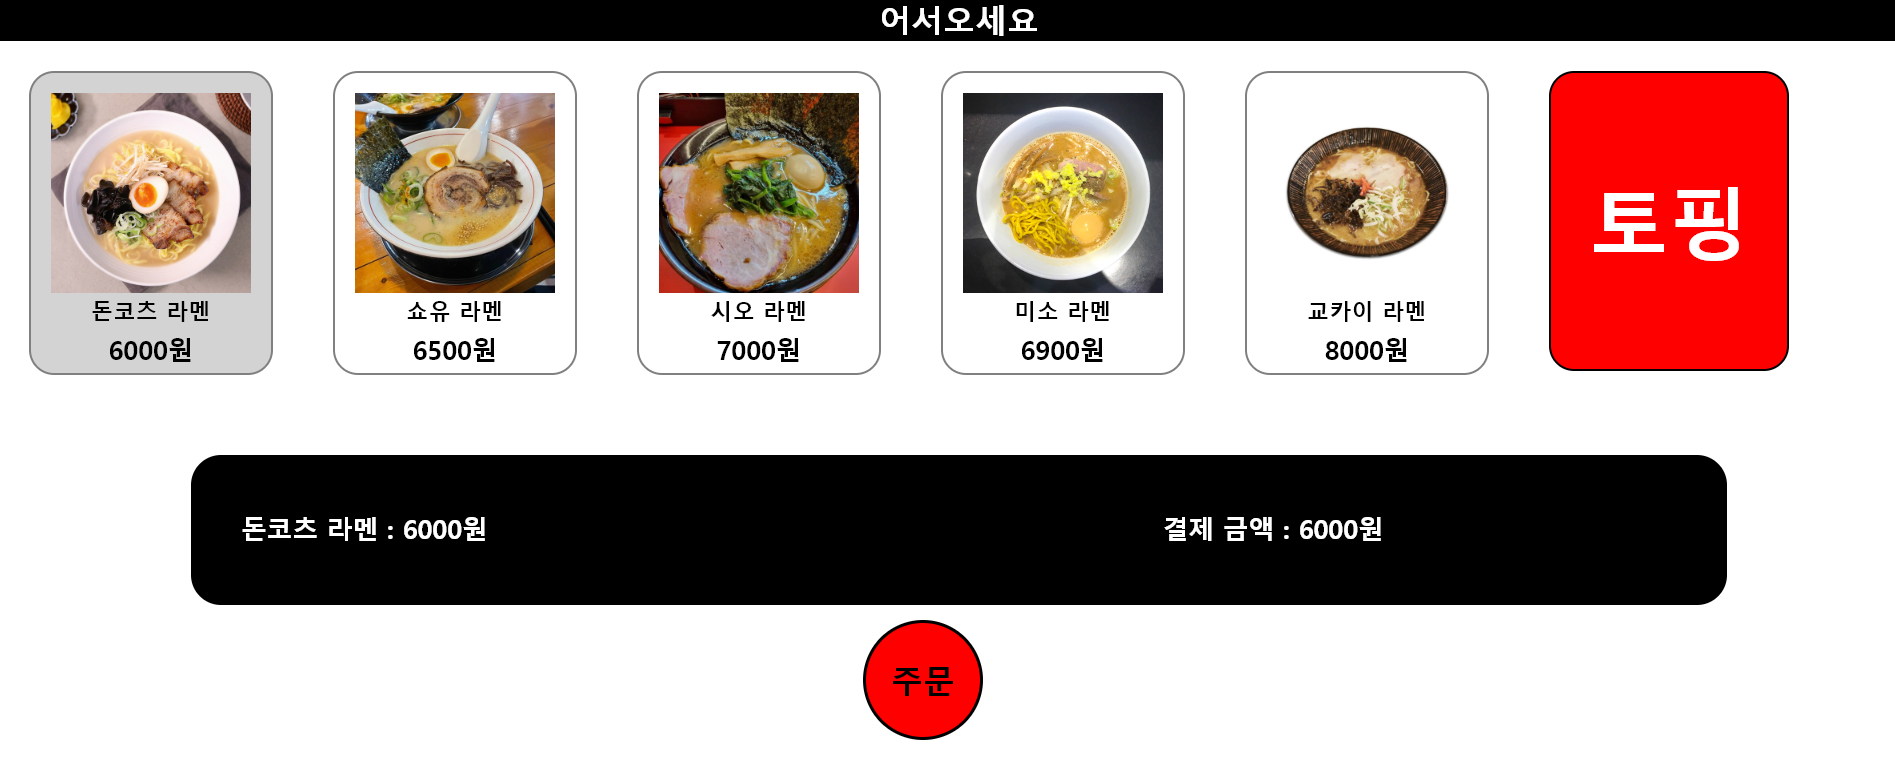 어서오세요
돈코츠 라멘
6000원
쇼유 라멘
6500원
시오 라멘
7000원
미소 라멘
6900원
교카이 라멘
8000원
토핑
돈코츠 라멘 : 6000원
결제 금액 : 6000원
주문